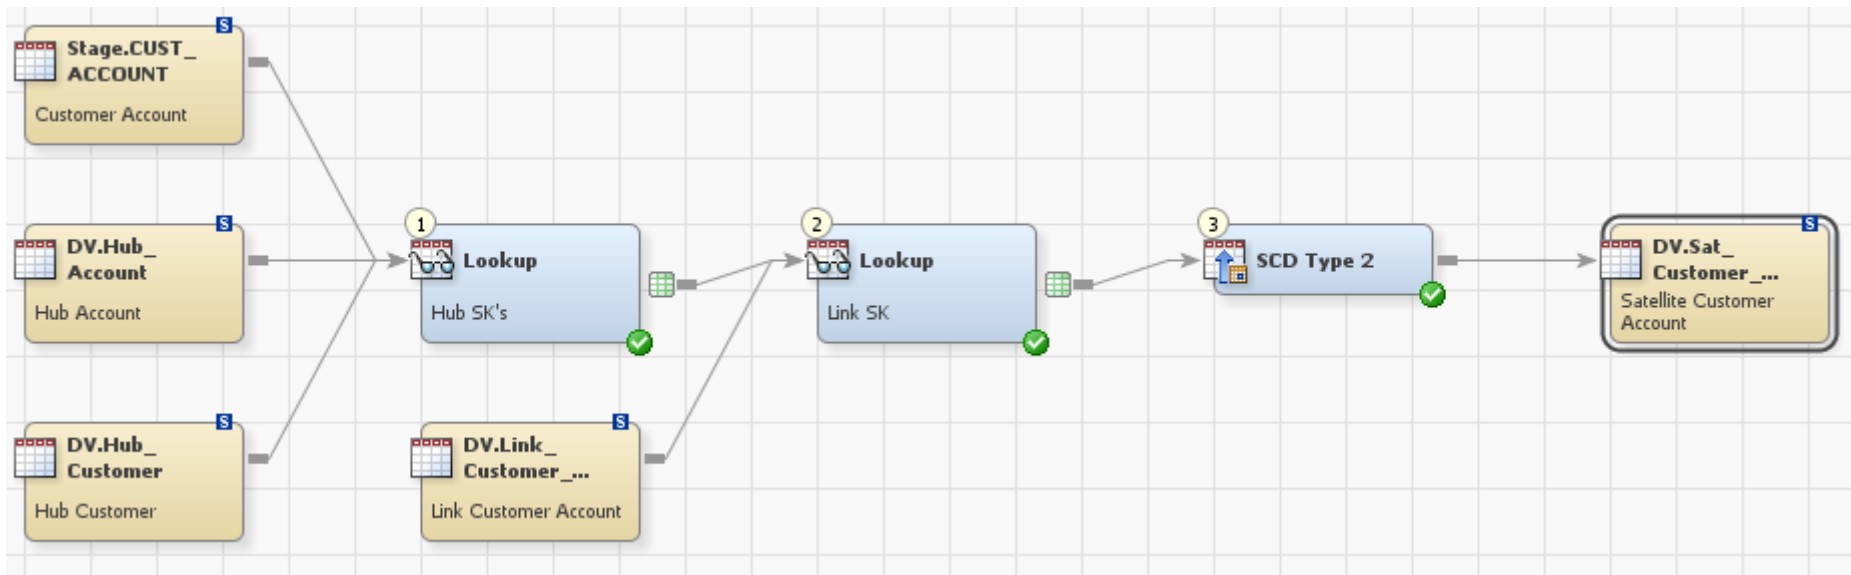 S
Stage.CUST_
ACCOUNT
Customer Account
S
DV.Hub_
Account
Hub Account
S
DV.Hub_
Customer
Hub Customer
1
Lookup
Hub SK's
S
DV.Link_
Customer_...
Link Customer Account
2
Lookup
Link SK
3
SCD Type 2
S
DV.Sat_
Customer_...
Satellite Customer
Account